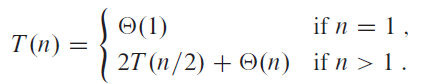 T(n) = { Θ(1) if n = 1 ,
2T(n/2) + Θ(n) if n > 1 .